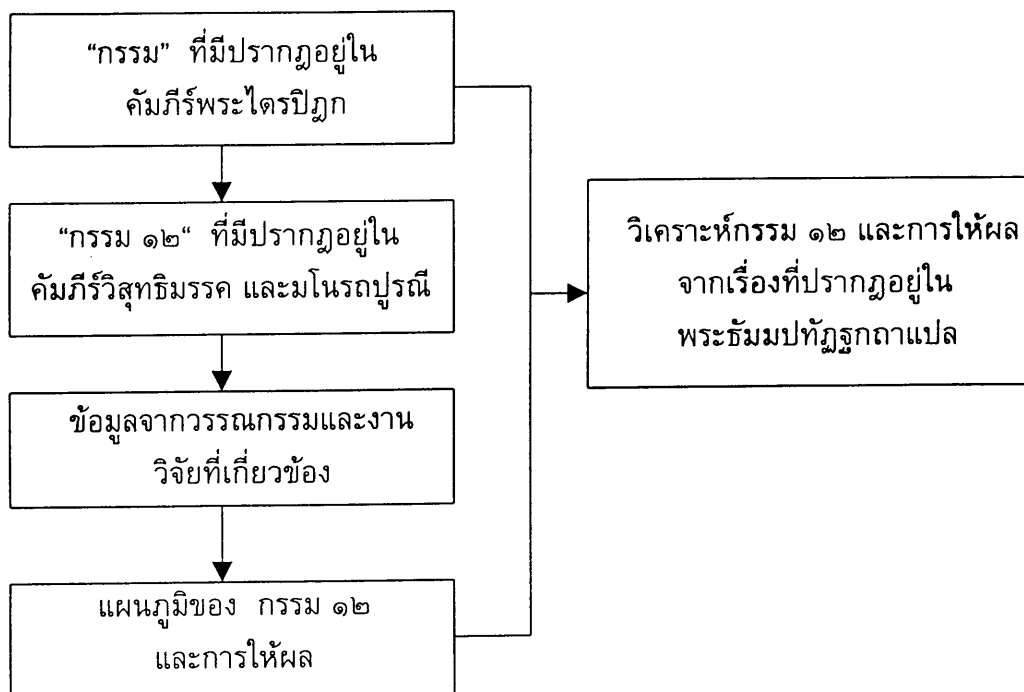 “กรรม” ที่มีปรากฏอยู่ใน
คัมภีร์พระไตรปิฎก
“กรรม ๑๒“ ที่มีปรากฏอยู่ใน
คัมภีร์วิสุทธิมรรค และมโนรถปูรณี
ข้อมูลจากวรรณกรรมและงาน
วิจัยที่เกี่ยวข้อง
แผนภูมิของ กรรม ๑๒
และการให้ผล
วิเคราะห์กรรม ๑๒ และการให้ผล
จากเรื่องที่ปรากฏอยู่ใน
พระธัมมปทัฏฐกถาแปล